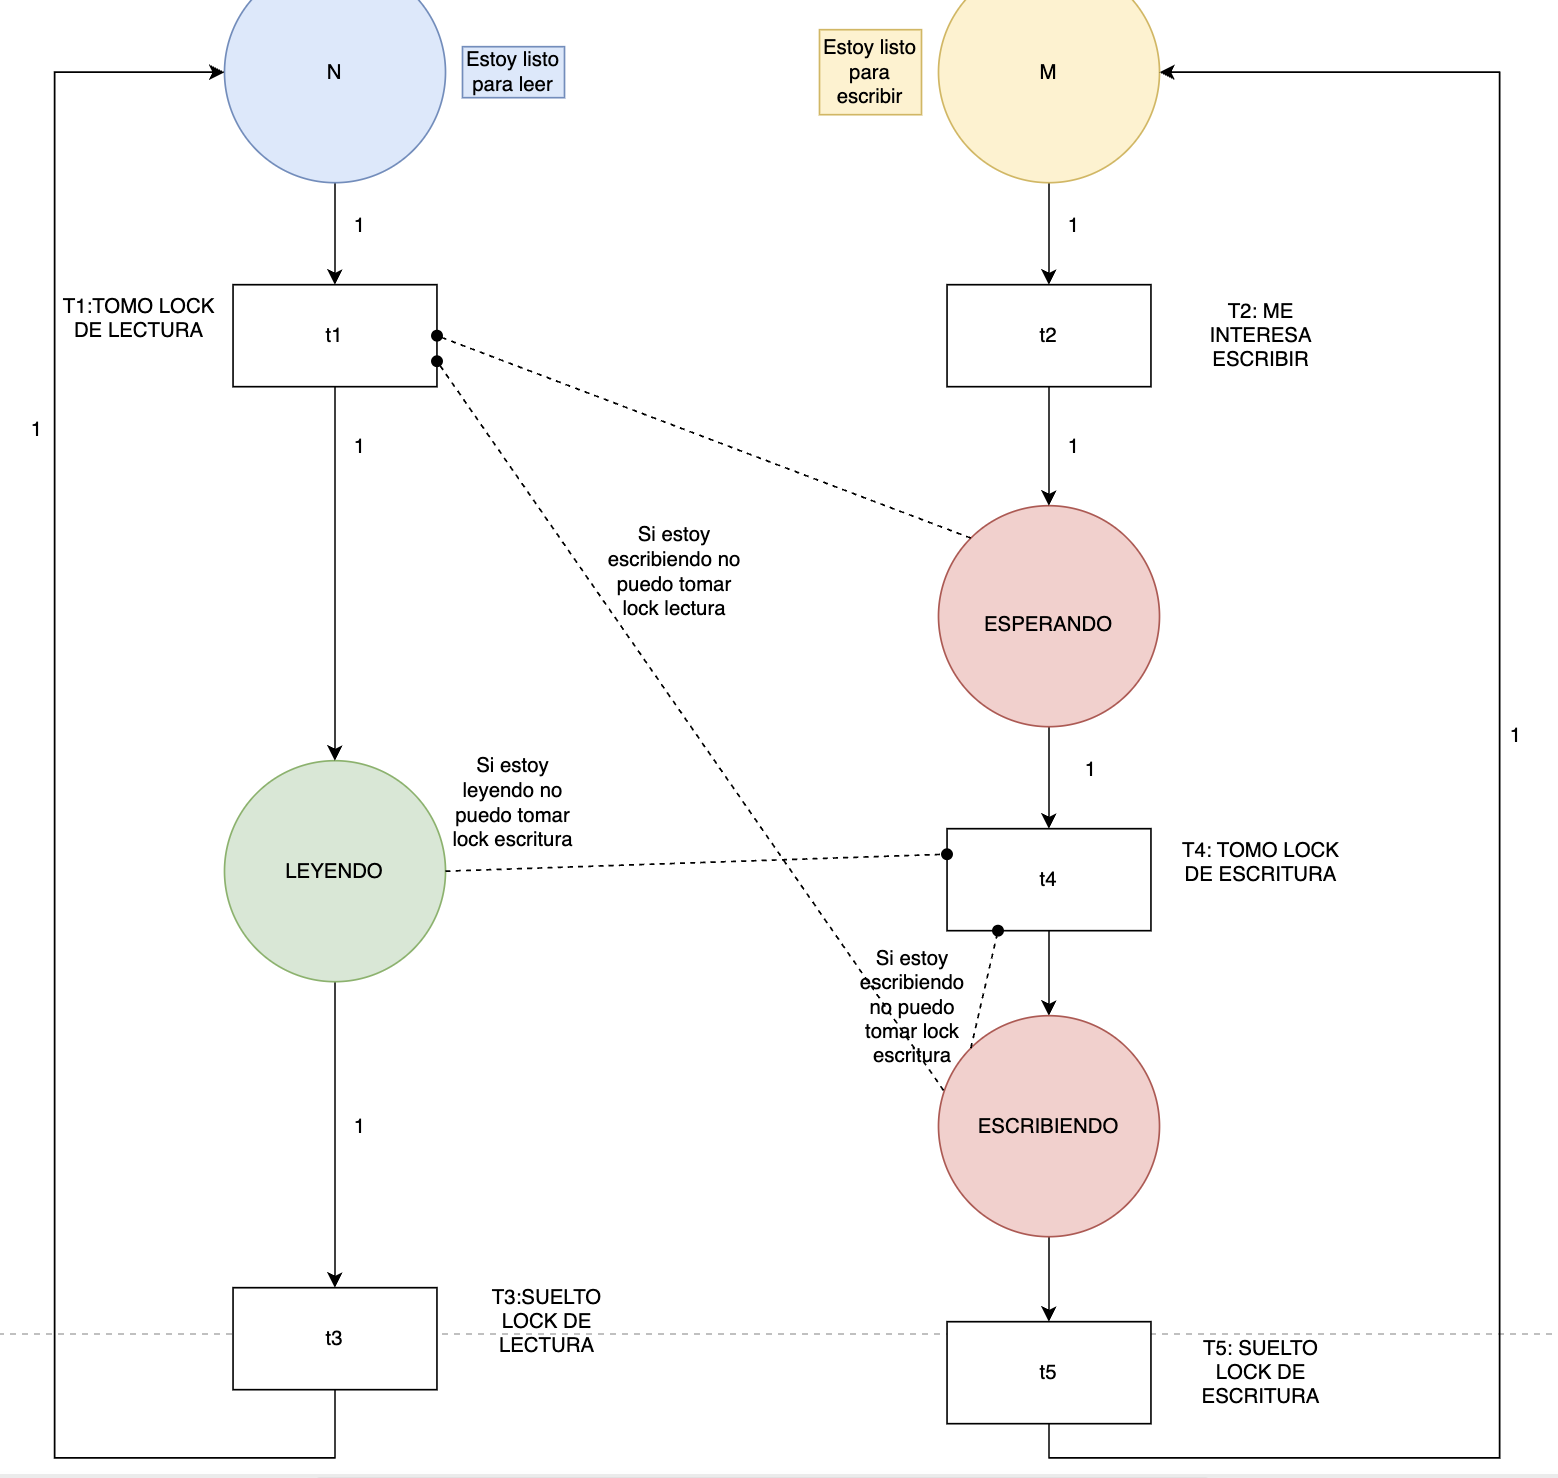 N
Estoy listo
para leer
Estoy listo
para
escribir
M
1
1
T1:TOMO LOCK
DE LECTURA
t1
t2
T2: ME
INTERESA
ESCRIBIR
1
1
1
Si estoy
escribiendo no
puedo tomar
lock lectura
ESPERANDO
1
1
Si estoy
leyendo no
puedo tomar
lock escritura
LEYENDO
t4
T4: TOMO LOCK
DE ESCRITURA
Si estoy
escribiendo
no puedo
tomar lock
escritura
1
ESCRIBIENDO
t3
T3:SUELTO
LOCK DE
LECTURA
t5
T5: SUELTO
LOCK DE
ESCRITURA